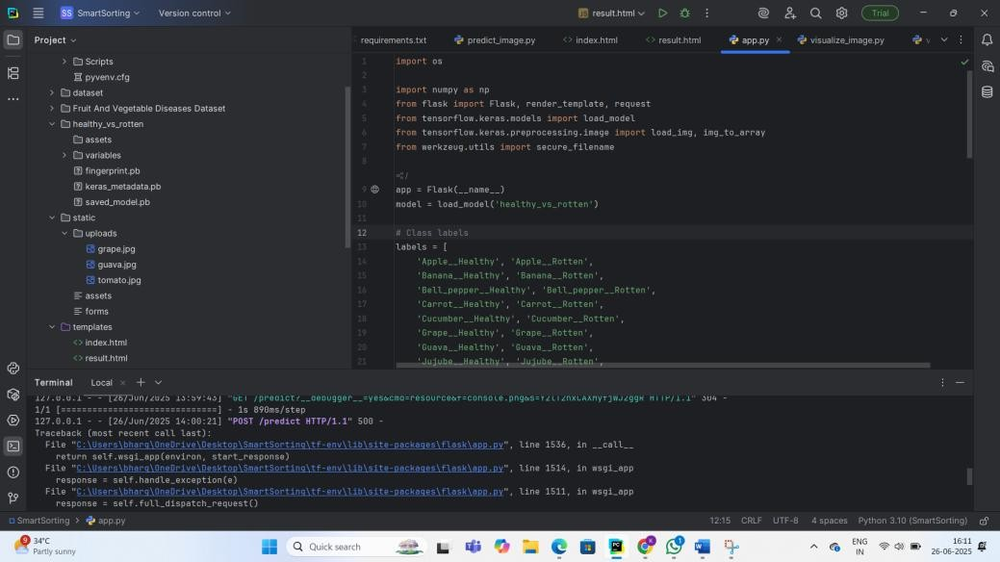 SS SmartSorting Version control result.html Trial
Project
requirements.txt predict_image.py index.html result.html app.py visualize_image.py
Scripts
pyvenv.cfg
dataset
Fruit And Vegetable Diseases Dataset
healthy_vs_rotten
assets
variables
fingerprint.pb
keras_metadata.pb
saved_model.pb
static
uploads
grape.jpg
guava.jpg
tomato.jpg
assets
forms
templates
index.html
result.html
1 import os
2
3 import numpy as np
4 from flask import Flask, render_template, request
5 from tensorflow.keras.models import load_model
6 from tensorflow.keras.preprocessing.image import load_img, img_to_array
7 from werkzeug.utils import secure_filename
8
9 app = Flask(__name__)
10 model = load_model('healthy_vs_rotten')
11
12 # Class labels
13 labels = [
14 'Apple__Healthy', 'Apple__Rotten',
15 'Banana__Healthy', 'Banana__Rotten',
16 'Bell_pepper__Healthy', 'Bell_pepper__Rotten',
17 'Carrot__Healthy', 'Carrot__Rotten',
18 'Cucumber__Healthy', 'Cucumber__Rotten',
19 'Grape__Healthy', 'Grape__Rotten',
20 'Guava__Healthy', 'Guava__Rotten',
21 'Jujube__Healthy', 'Jujube__Rotten',
Terminal Local
127.0.0.1 - - [26/Jun/2025 13:59:43] "GET /predict?__debugger__=yes&cmd=resource&f=console.png HTTP/1.1" 304 -
1/1 [==============================] - 1s 890ms/step
127.0.0.1 - - [26/Jun/2025 14:00:21] "POST /predict HTTP/1.1" 500 -
Traceback (most recent call last):
File "C:\Users\bharg\OneDrive\Desktop\SmartSorting\tf-env\lib\site-packages\flask\app.py", line 1536, in __call__
return self.wsgi_app(environ, start_response)
File "C:\Users\bharg\OneDrive\Desktop\SmartSorting\tf-env\lib\site-packages\flask\app.py", line 1514, in wsgi_app
response = self.handle_exception(e)
File "C:\Users\bharg\OneDrive\Desktop\SmartSorting\tf-env\lib\site-packages\flask\app.py", line 1511, in wsgi_app
response = self.full_dispatch_request()
SmartSorting app.py 12:15 CRLF UTF-8 4 spaces Python 3.10 (SmartSorting)
34°C
Partly sunny
Quick search
ENG
IN
16:11
26-06-2025